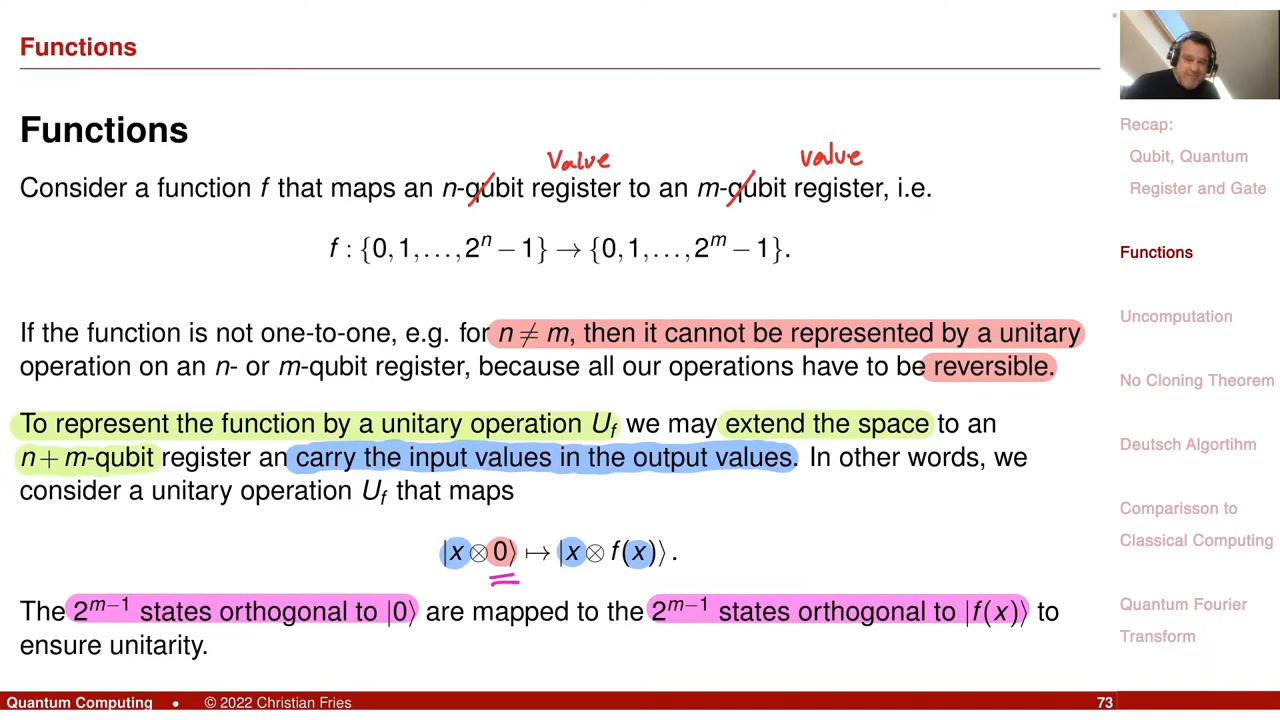 Functions
Functions
value value
Consider a function f that maps an n-qubit register to an m-qubit register, i.e.
f : {0, 1, …, 2ⁿ − 1} → {0, 1, …, 2ᵐ − 1}.
If the function is not one-to-one, e.g. for n ≠ m, then it cannot be represented by a unitary
operation on an n- or m-qubit register, because all our operations have to be reversible.
To represent the function by a unitary operation U_f we may extend the space to an
n + m-qubit register an carry the input values in the output values. In other words, we
consider a unitary operation U_f that maps
|x ⊗ 0⟩ ↦ |x ⊗ f(x)⟩.
The 2ᵐ⁻¹ states orthogonal to |0⟩ are mapped to the 2ᵐ⁻¹ states orthogonal to |f(x)⟩ to
ensure unitarity.
Recap:
Qubit, Quantum
Register and Gate
Functions
Uncomputation
No Cloning Theorem
Deutsch Algortihm
Comparisson to
Classical Computing
Quantum Fourier
Transform
Quantum Computing • © 2022 Christian Fries 73